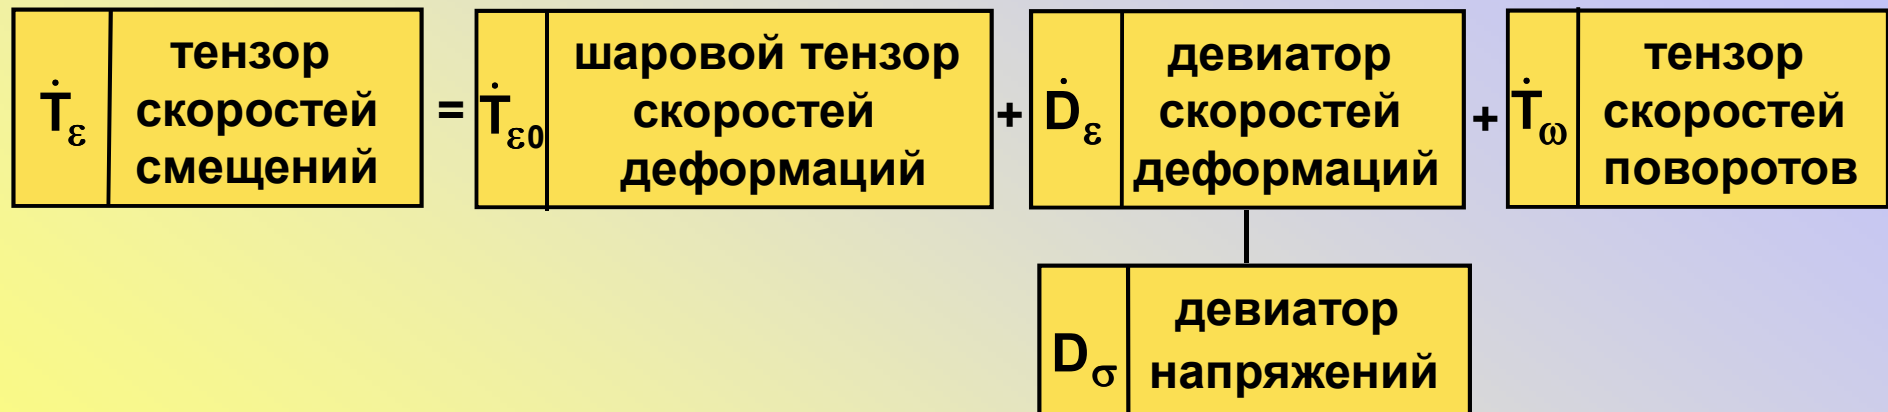 Ṫε тензор скоростей смещений = Ṫε0 шаровой тензор скоростей деформаций + Ḋε девиатор скоростей деформаций + Ṫω тензор скоростей поворотов
Dσ девиатор напряжений